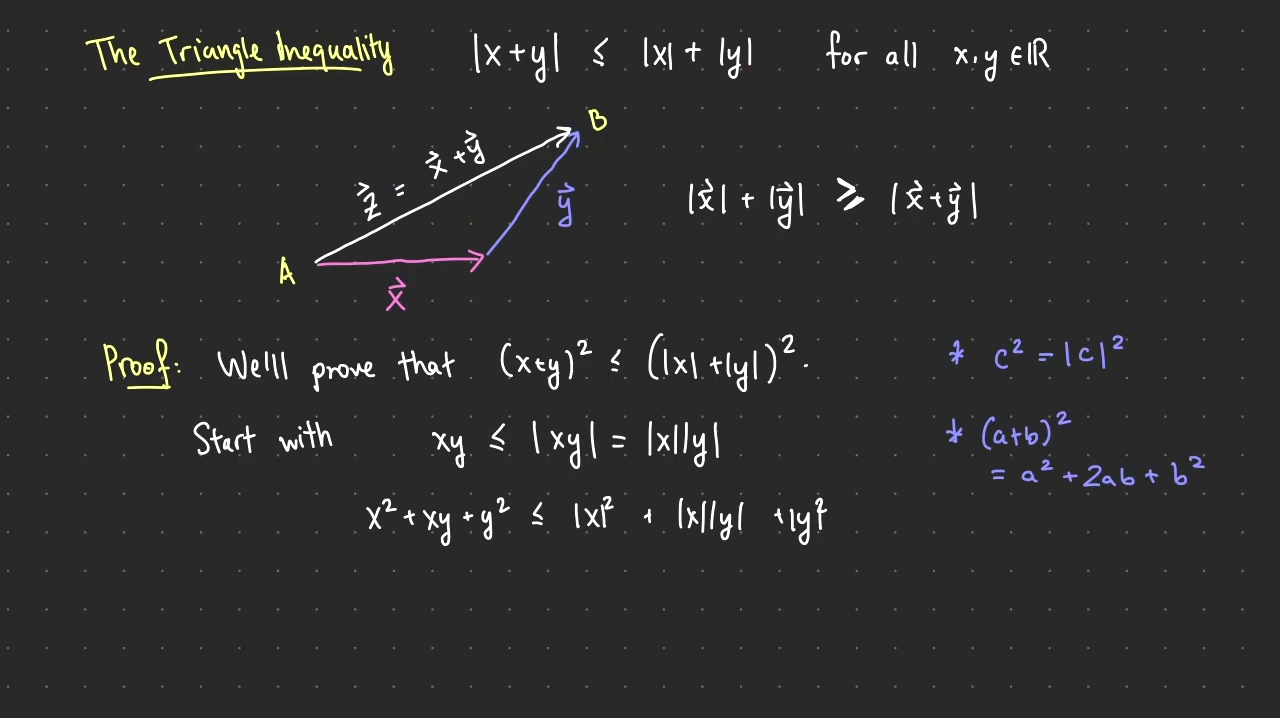 The Triangle Inequality |x+y| ≤ |x| + |y| for all x,y ∈ ℝ
B
z⃗ = x⃗ + y⃗
y⃗
|x⃗| + |y⃗| ≥ |x⃗+y⃗|
A
x⃗
Proof: We'll prove that (x+y)² ≤ (|x| + |y|)².
* c² = |c|²
Start with xy ≤ |xy| = |x||y|
* (a+b)²
= a² + 2ab + b²
x² + xy + y² ≤ |x|² + |x||y| + |y|²